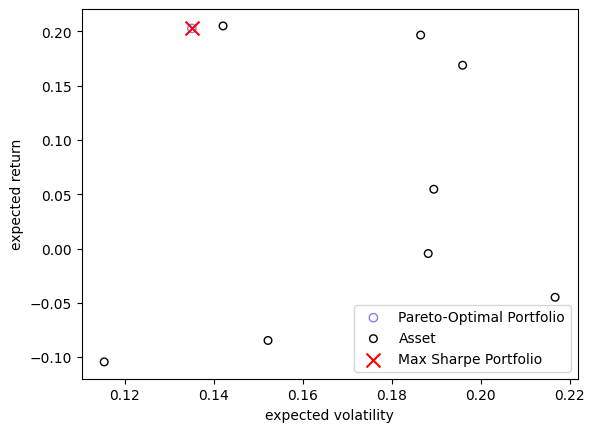 0.20
0.15
0.10
0.05
0.00
−0.05
−0.10
expected return
0.12
0.14
0.16
0.18
0.20
0.22
expected volatility
Pareto-Optimal Portfolio
Asset
Max Sharpe Portfolio